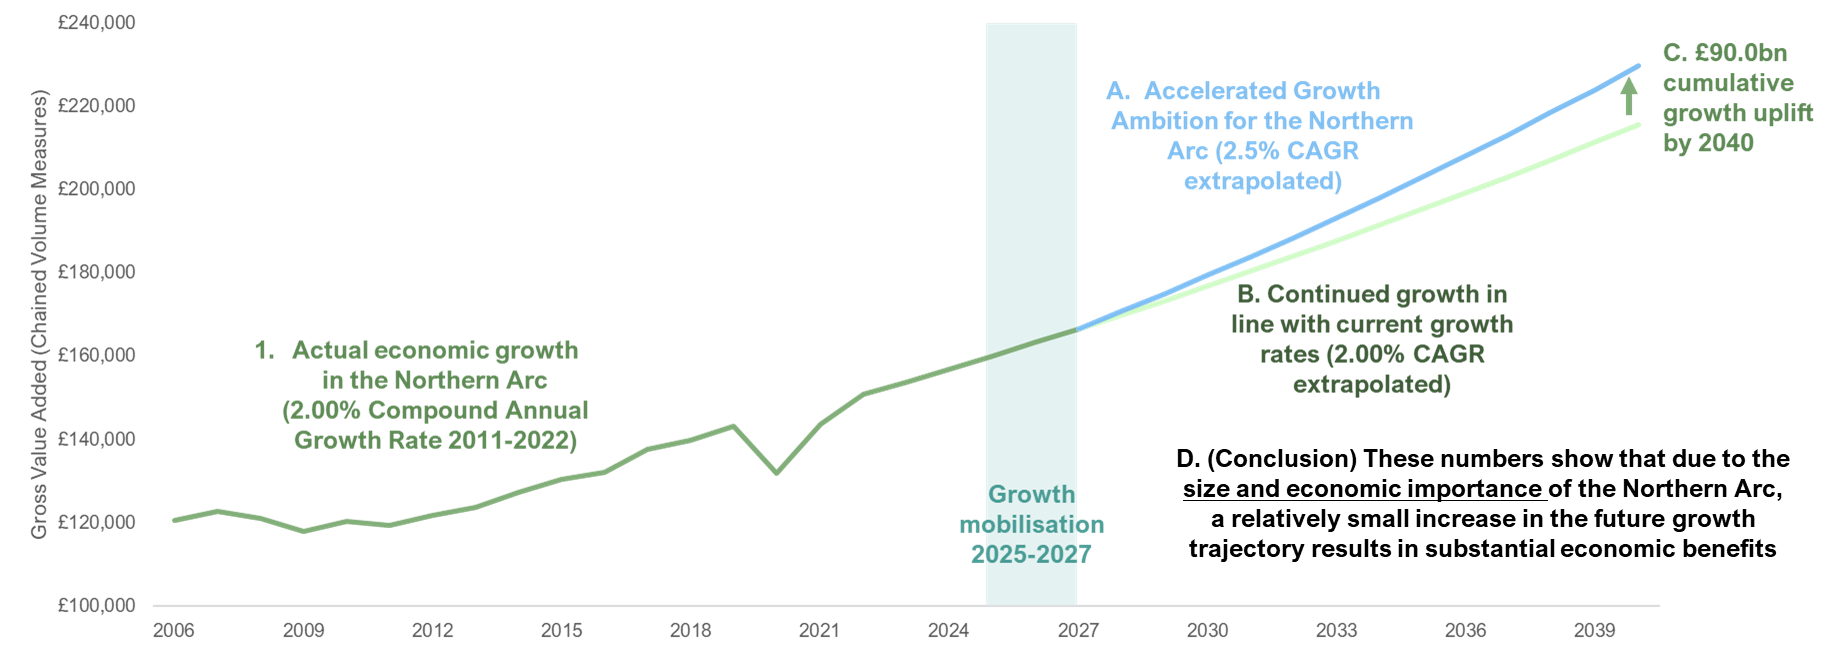 £240,000
£220,000
£200,000
£180,000
£160,000
£140,000
£120,000
£100,000
Gross Value Added (Chained Volume Measures)
2006
2009
2012
2015
2018
2021
2024
2027
2030
2033
2036
2039
1. Actual economic growth
in the Northern Arc
(2.00% Compound Annual
Growth Rate 2011-2022)
Growth
mobilisation
2025-2027
A. Accelerated Growth
Ambition for the Northern
Arc (2.5% CAGR
extrapolated)
B. Continued growth in
line with current growth
rates (2.00% CAGR
extrapolated)
C. £90.0bn
cumulative
growth uplift
by 2040
D. (Conclusion) These numbers show that due to the
size and economic importance of the Northern Arc,
a relatively small increase in the future growth
trajectory results in substantial economic benefits